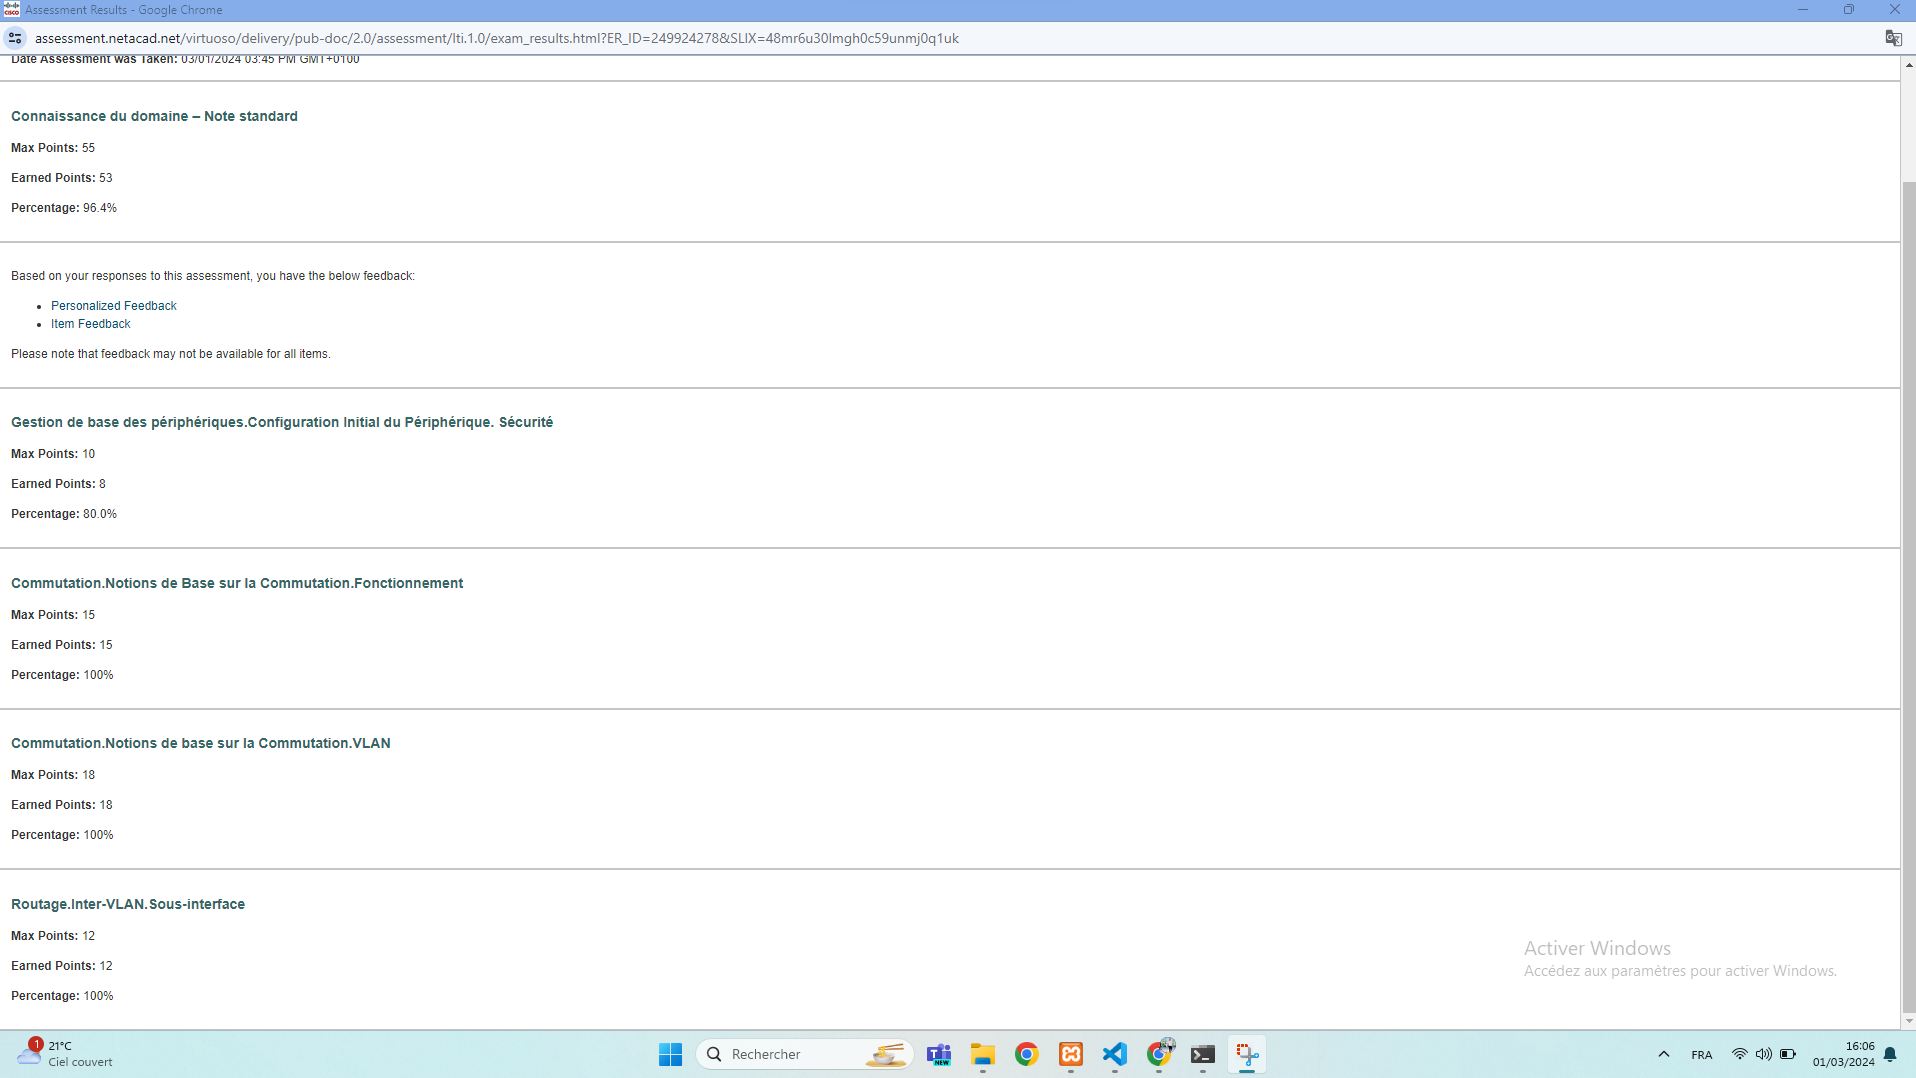 Assessment Results - Google Chrome
assessment.netacad.net/virtuoso/delivery/pub-doc/2.0/assessment/lti.1.0/exam_results.html?ER_ID=249924278&SLIX=48mr6u30lmgh0c59unmj0q1uk
Date Assessment was Taken: 03/01/2024 03:45 PM GMT+0100
Connaissance du domaine – Note standard
Max Points: 55
Earned Points: 53
Percentage: 96.4%
Based on your responses to this assessment, you have the below feedback:
• Personalized Feedback
• Item Feedback
Please note that feedback may not be available for all items.
Gestion de base des périphériques.Configuration Initial du Périphérique. Sécurité
Max Points: 10
Earned Points: 8
Percentage: 80.0%
Commutation.Notions de Base sur la Commutation.Fonctionnement
Max Points: 15
Earned Points: 15
Percentage: 100%
Commutation.Notions de base sur la Commutation.VLAN
Max Points: 18
Earned Points: 18
Percentage: 100%
Routage.Inter-VLAN.Sous-interface
Max Points: 12
Earned Points: 12
Percentage: 100%
Activer Windows
Accédez aux paramètres pour activer Windows.
1
21°C
Ciel couvert
Rechercher
NEW
FRA
16:06
01/03/2024